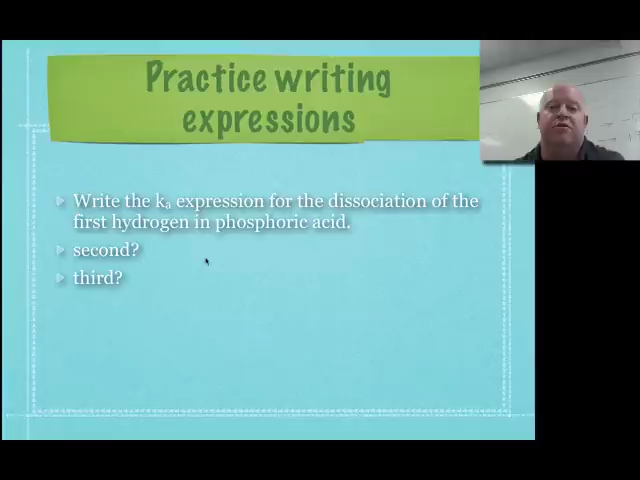 Practice writing
expressions
Write the ka expression for the dissociation of the
first hydrogen in phosphoric acid.
second?
third?